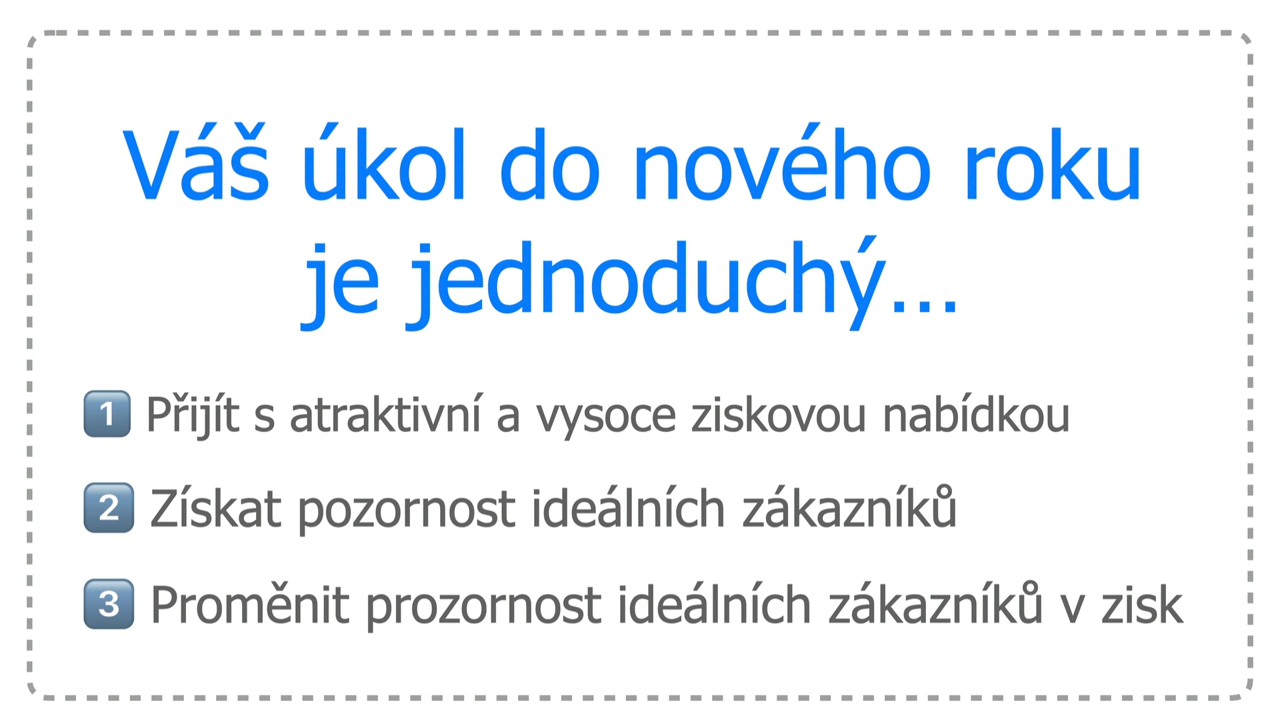 Váš úkol do nového roku
je jednoduchý...
1 Přijít s atraktivní a vysoce ziskovou nabídkou
2 Získat pozornost ideálních zákazníků
3 Proměnit prozornost ideálních zákazníků v zisk